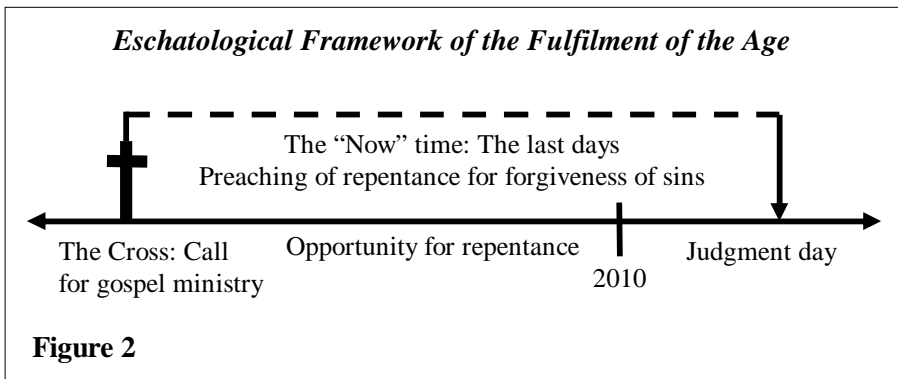 Eschatological Framework of the Fulfilment of the Age
The “Now” time: The last days
Preaching of repentance for forgiveness of sins
The Cross: Call
for gospel ministry
Opportunity for repentance
2010
Judgment day
Figure 2